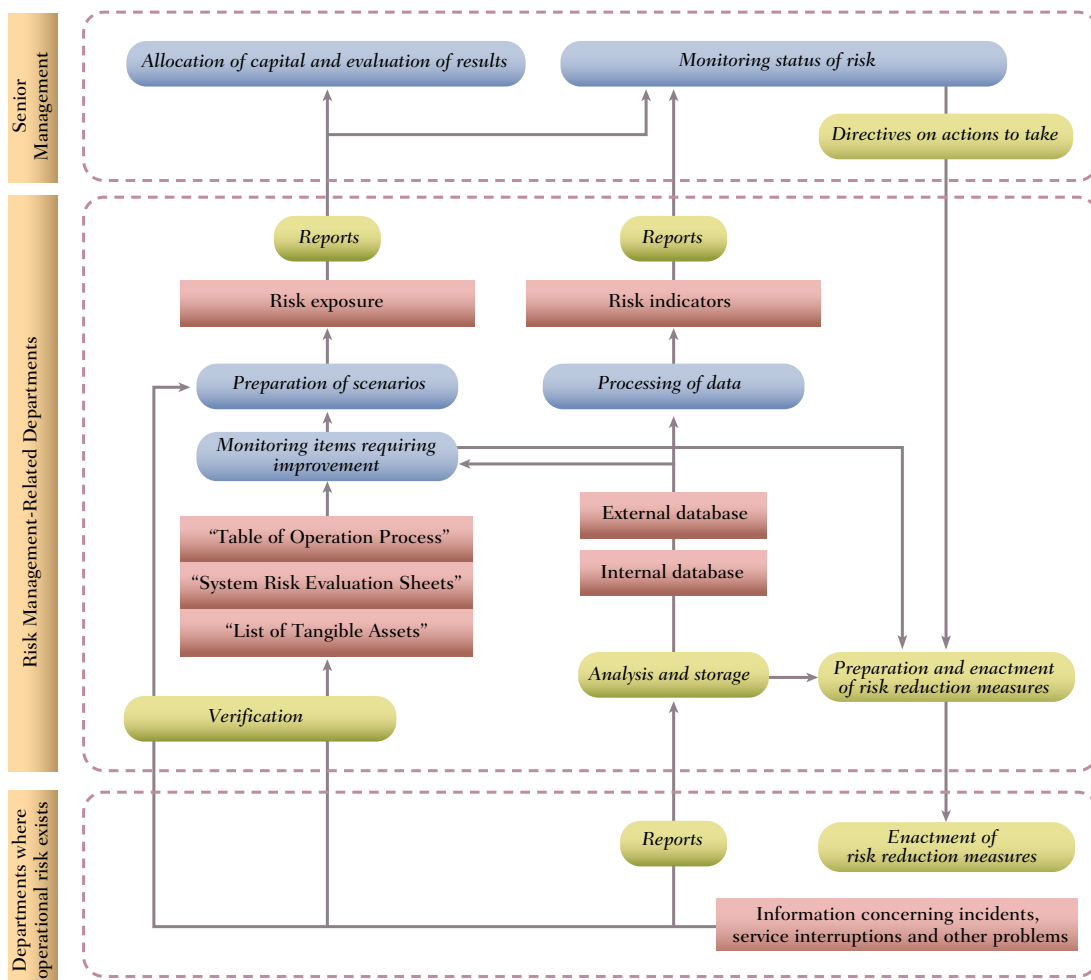 Senior
Management
Allocation of capital and evaluation of results
Monitoring status of risk
Directives on actions to take
Risk Management-Related Departments
Reports
Reports
Risk exposure
Risk indicators
Preparation of scenarios
Processing of data
Monitoring items requiring
improvement
External database
“Table of Operation Process”
Internal database
“System Risk Evaluation Sheets”
“List of Tangible Assets”
Analysis and storage
Preparation and enactment
of risk reduction measures
Verification
Departments where
operational risk exists
Reports
Enactment of
risk reduction measures
Information concerning incidents,
service interruptions and other problems